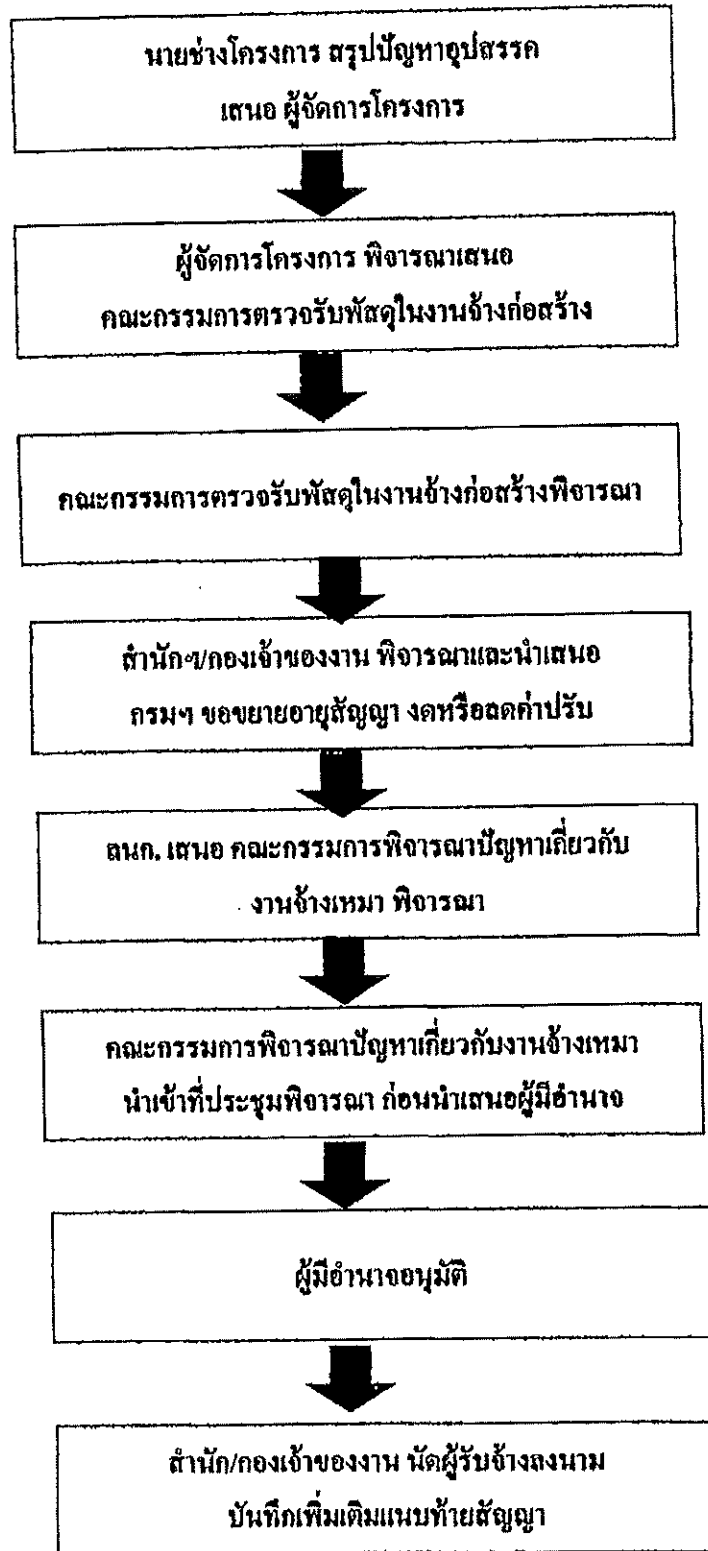 นายช่างโครงการ สรุปปัญหาอุปสรรค
เสนอ ผู้จัดการโครงการ
ผู้จัดการโครงการ พิจารณาเสนอ
คณะกรรมการตรวจรับพัสดุในงานจ้างก่อสร้าง
คณะกรรมการตรวจรับพัสดุในงานจ้างก่อสร้างพิจารณา
สำนักฯ/กองเจ้าของงาน พิจารณาและนำเสนอ
กรมฯ ขอขยายอายุสัญญา งดหรือลดค่าปรับ
สนก. เสนอ คณะกรรมการพิจารณาปัญหาเกี่ยวกับ
งานจ้างเหมา พิจารณา
คณะกรรมการพิจารณาปัญหาเกี่ยวกับงานจ้างเหมา
นำเข้าที่ประชุมพิจารณา ก่อนนำเสนอผู้มีอำนาจ
ผู้มีอำนาจอนุมัติ
สำนัก/กองเจ้าของงาน นัดผู้รับจ้างลงนาม
บันทึกเพิ่มเติมแนบท้ายสัญญา